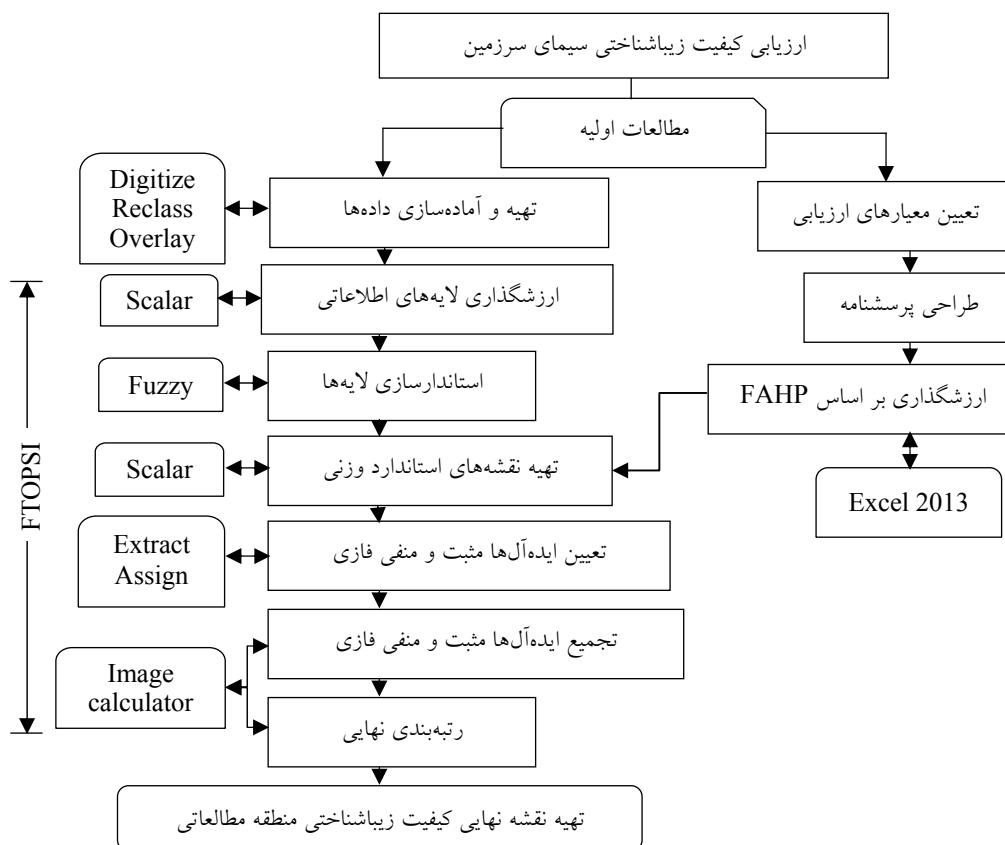 ارزیابی کیفیت زیباشناختی سیمای سرزمین
مطالعات اولیه
Digitize
Reclass
Overlay
تهیه و آماده‌سازی داده‌ها
تعیین معیارهای ارزیابی
Scalar
ارزشگذاری لایه‌های اطلاعاتی
طراحی پرسشنامه
Fuzzy
استاندارسازی لایه‌ها
ارزشگذاری بر اساس FAHP
Scalar
تهیه نقشه‌های استاندارد وزنی
Excel 2013
FTOPSI
Extract
Assign
تعیین ایده‌آل‌ها مثبت و منفی فازی
تجمیع ایده‌آل‌ها مثبت و منفی فازی
Image
calculator
رتبه‌بندی نهایی
تهیه نقشه نهایی کیفیت زیباشناختی منطقه مطالعاتی